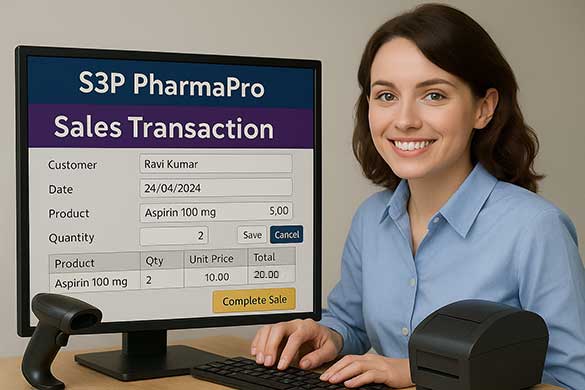 S3P PharmaPro
Sales Transaction
Customer Ravi Kumar
Date 24/04/2024
Product Aspirin 100 mg 5,00
Quantity 2 Save Cancel
Product Qty Unit Price Total
Aspirin 100 mg 2 10.00 20.00
Complete Sale